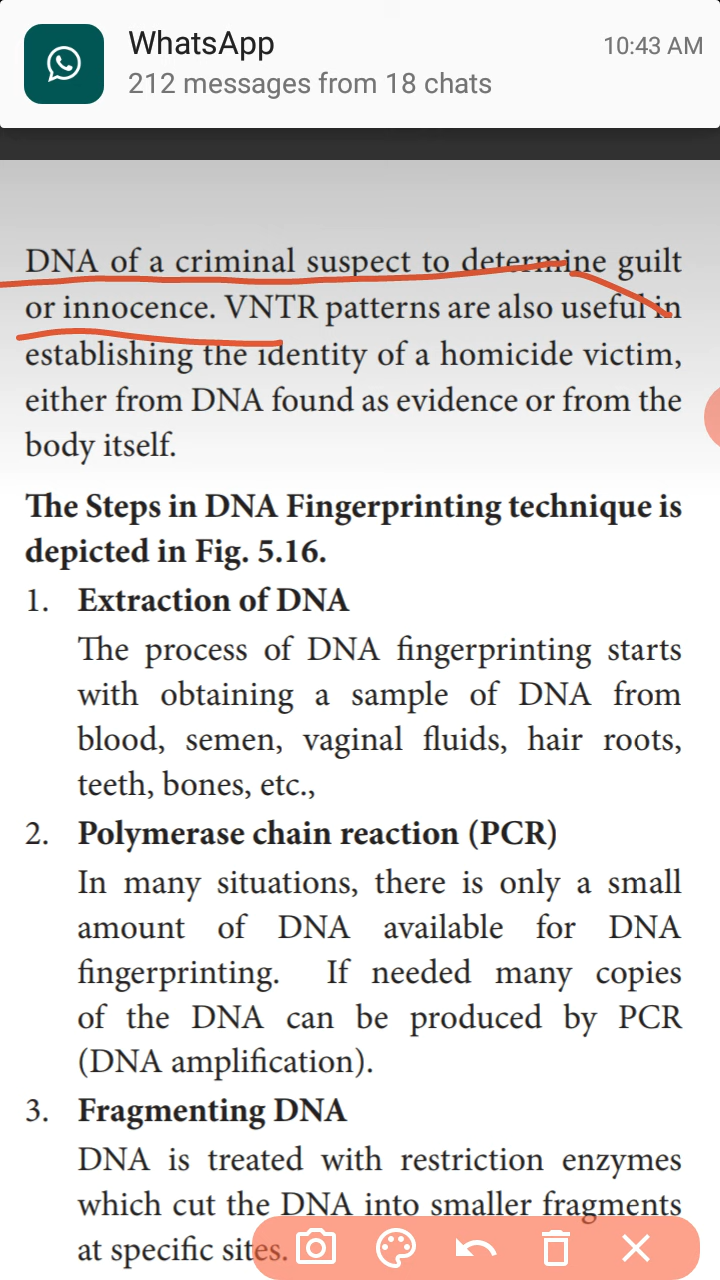 WhatsApp 10:43 AM
212 messages from 18 chats
DNA of a criminal suspect to determine guilt
or innocence. VNTR patterns are also useful in
establishing the identity of a homicide victim,
either from DNA found as evidence or from the
body itself.
The Steps in DNA Fingerprinting technique is
depicted in Fig. 5.16.
1. Extraction of DNA
The process of DNA fingerprinting starts
with obtaining a sample of DNA from
blood, semen, vaginal fluids, hair roots,
teeth, bones, etc.,
2. Polymerase chain reaction (PCR)
In many situations, there is only a small
amount of DNA available for DNA
fingerprinting. If needed many copies
of the DNA can be produced by PCR
(DNA amplification).
3. Fragmenting DNA
DNA is treated with restriction enzymes
which cut the DNA into smaller fragments
at specific sites.